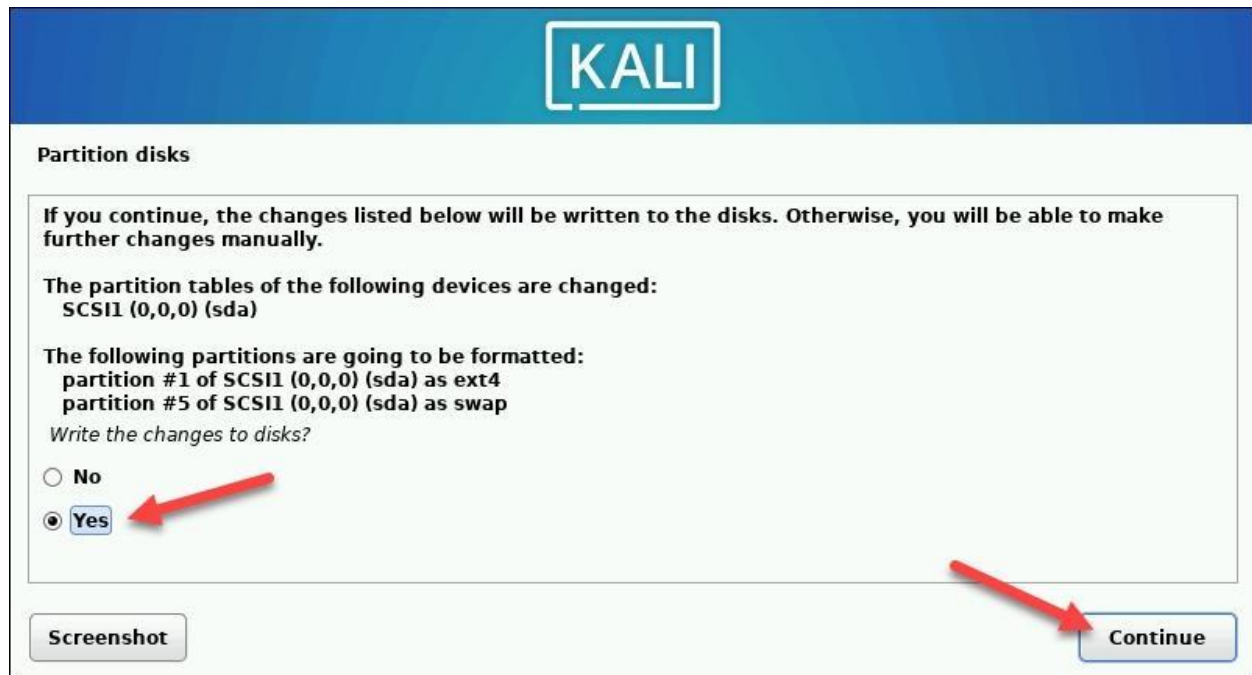 KALI
Partition disks
If you continue, the changes listed below will be written to the disks. Otherwise, you will be able to make
further changes manually.
The partition tables of the following devices are changed:
SCSI1 (0,0,0) (sda)
The following partitions are going to be formatted:
partition #1 of SCSI1 (0,0,0) (sda) as ext4
partition #5 of SCSI1 (0,0,0) (sda) as swap
Write the changes to disks?
No
Yes
Screenshot
Continue